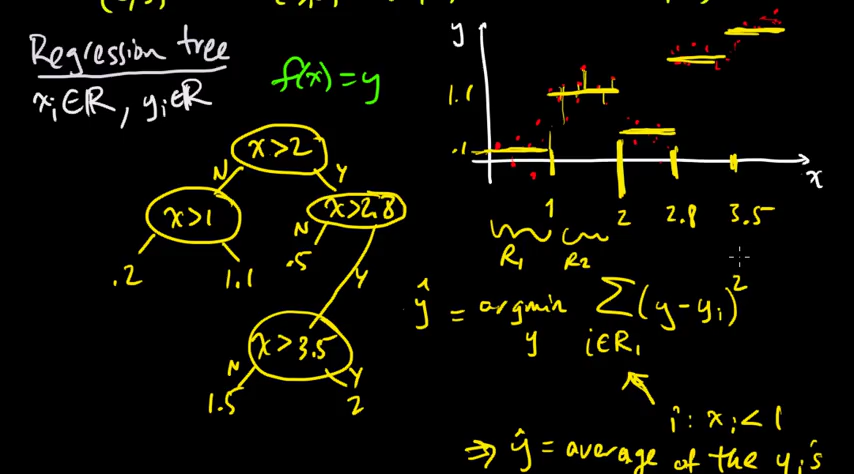 Regression tree
xᵢ∈ℝ, yᵢ∈ℝ
f(x)=y
x>2
N
Y
x>1
x>2.8
.2
1.1
N
.5
Y
x>3.5
N
Y
1.5
2
y
1.1
.1
x
1
2
2.8
3.5
R₁
R₂
ŷ = argmin Σ (y-yᵢ)²
y
i∈R₁
i: xᵢ<1
⇒ ŷ = average of the yᵢ's